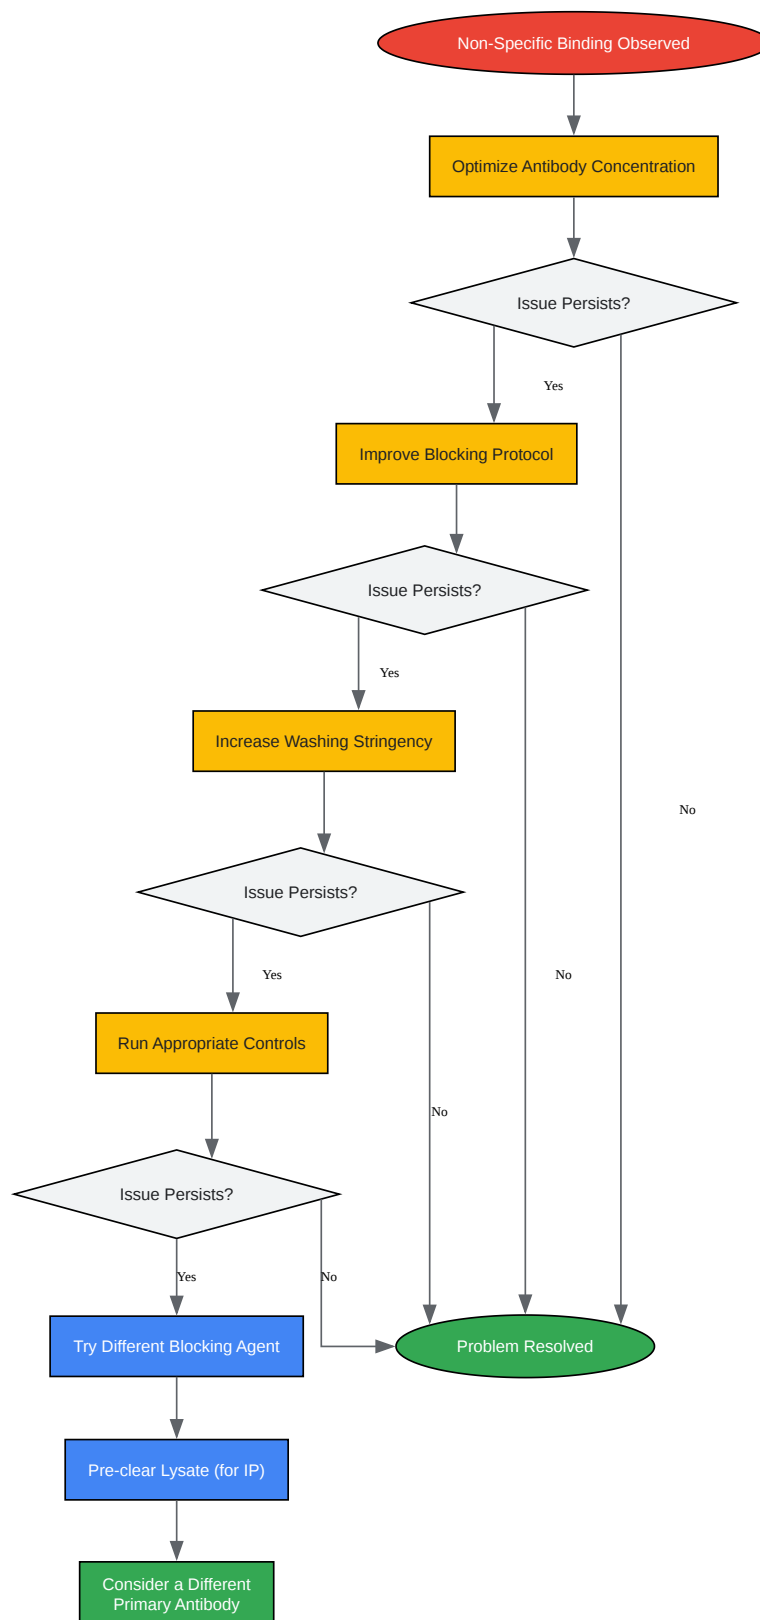 Non-Specific Binding Observed
Optimize Antibody Concentration
Issue Persists?
Yes
Improve Blocking Protocol
Issue Persists?
Yes
Increase Washing Stringency
No
Issue Persists?
Yes
No
Run Appropriate Controls
No
Issue Persists?
Yes
No
Try Different Blocking Agent
Problem Resolved
Pre-clear Lysate (for IP)
Consider a Different
Primary Antibody